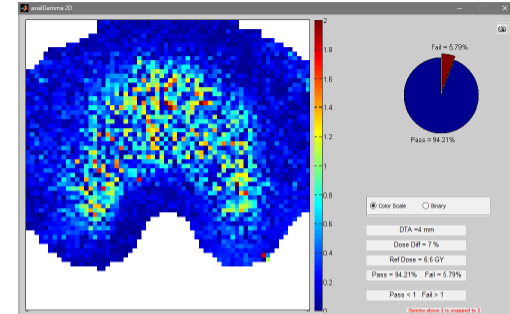 axialGamma 2D
2
1.8
1.6
1.4
1.2
1
0.8
0.6
0.4
0.2
0
Fail = 5.79%
Pass = 94.21%
Color Scale Binary
DTA =4 mm
Dose Diff = 7 %
Ref Dose = 6.6 GY
Pass = 94.21% Fail = 5.79%
Pass < 1 Fail > 1
Gamma above 2 is snapped to 2